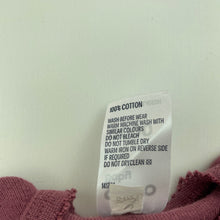 100% COTTON
WASH BEFORE WEAR
WARM MACHINE WASH WITH
SIMILAR COLOURS
DO NOT BLEACH
DO NOT TUMBLE DRY
WARM IRON ON REVERSE SIDE
IF REQUIRED
DO NOT DRYCLEAN